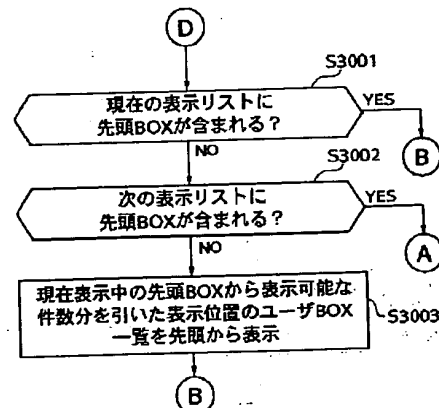 D
S3001
現在の表示リストに
先頭BOXが含まれる？
YES
B
NO
S3002
次の表示リストに
先頭BOXが含まれる？
YES
A
NO
現在表示中の先頭BOXから表示可能な
件数分を引いた表示位置のユーザBOX
一覧を先頭から表示
S3003
B